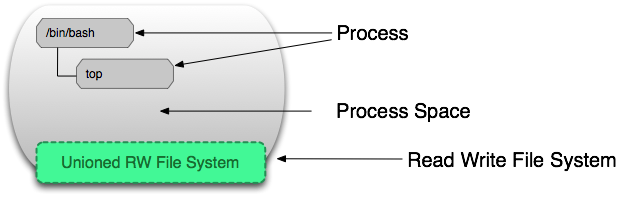 /bin/bash
Process
top
Process Space
Unioned RW File System
Read Write File System